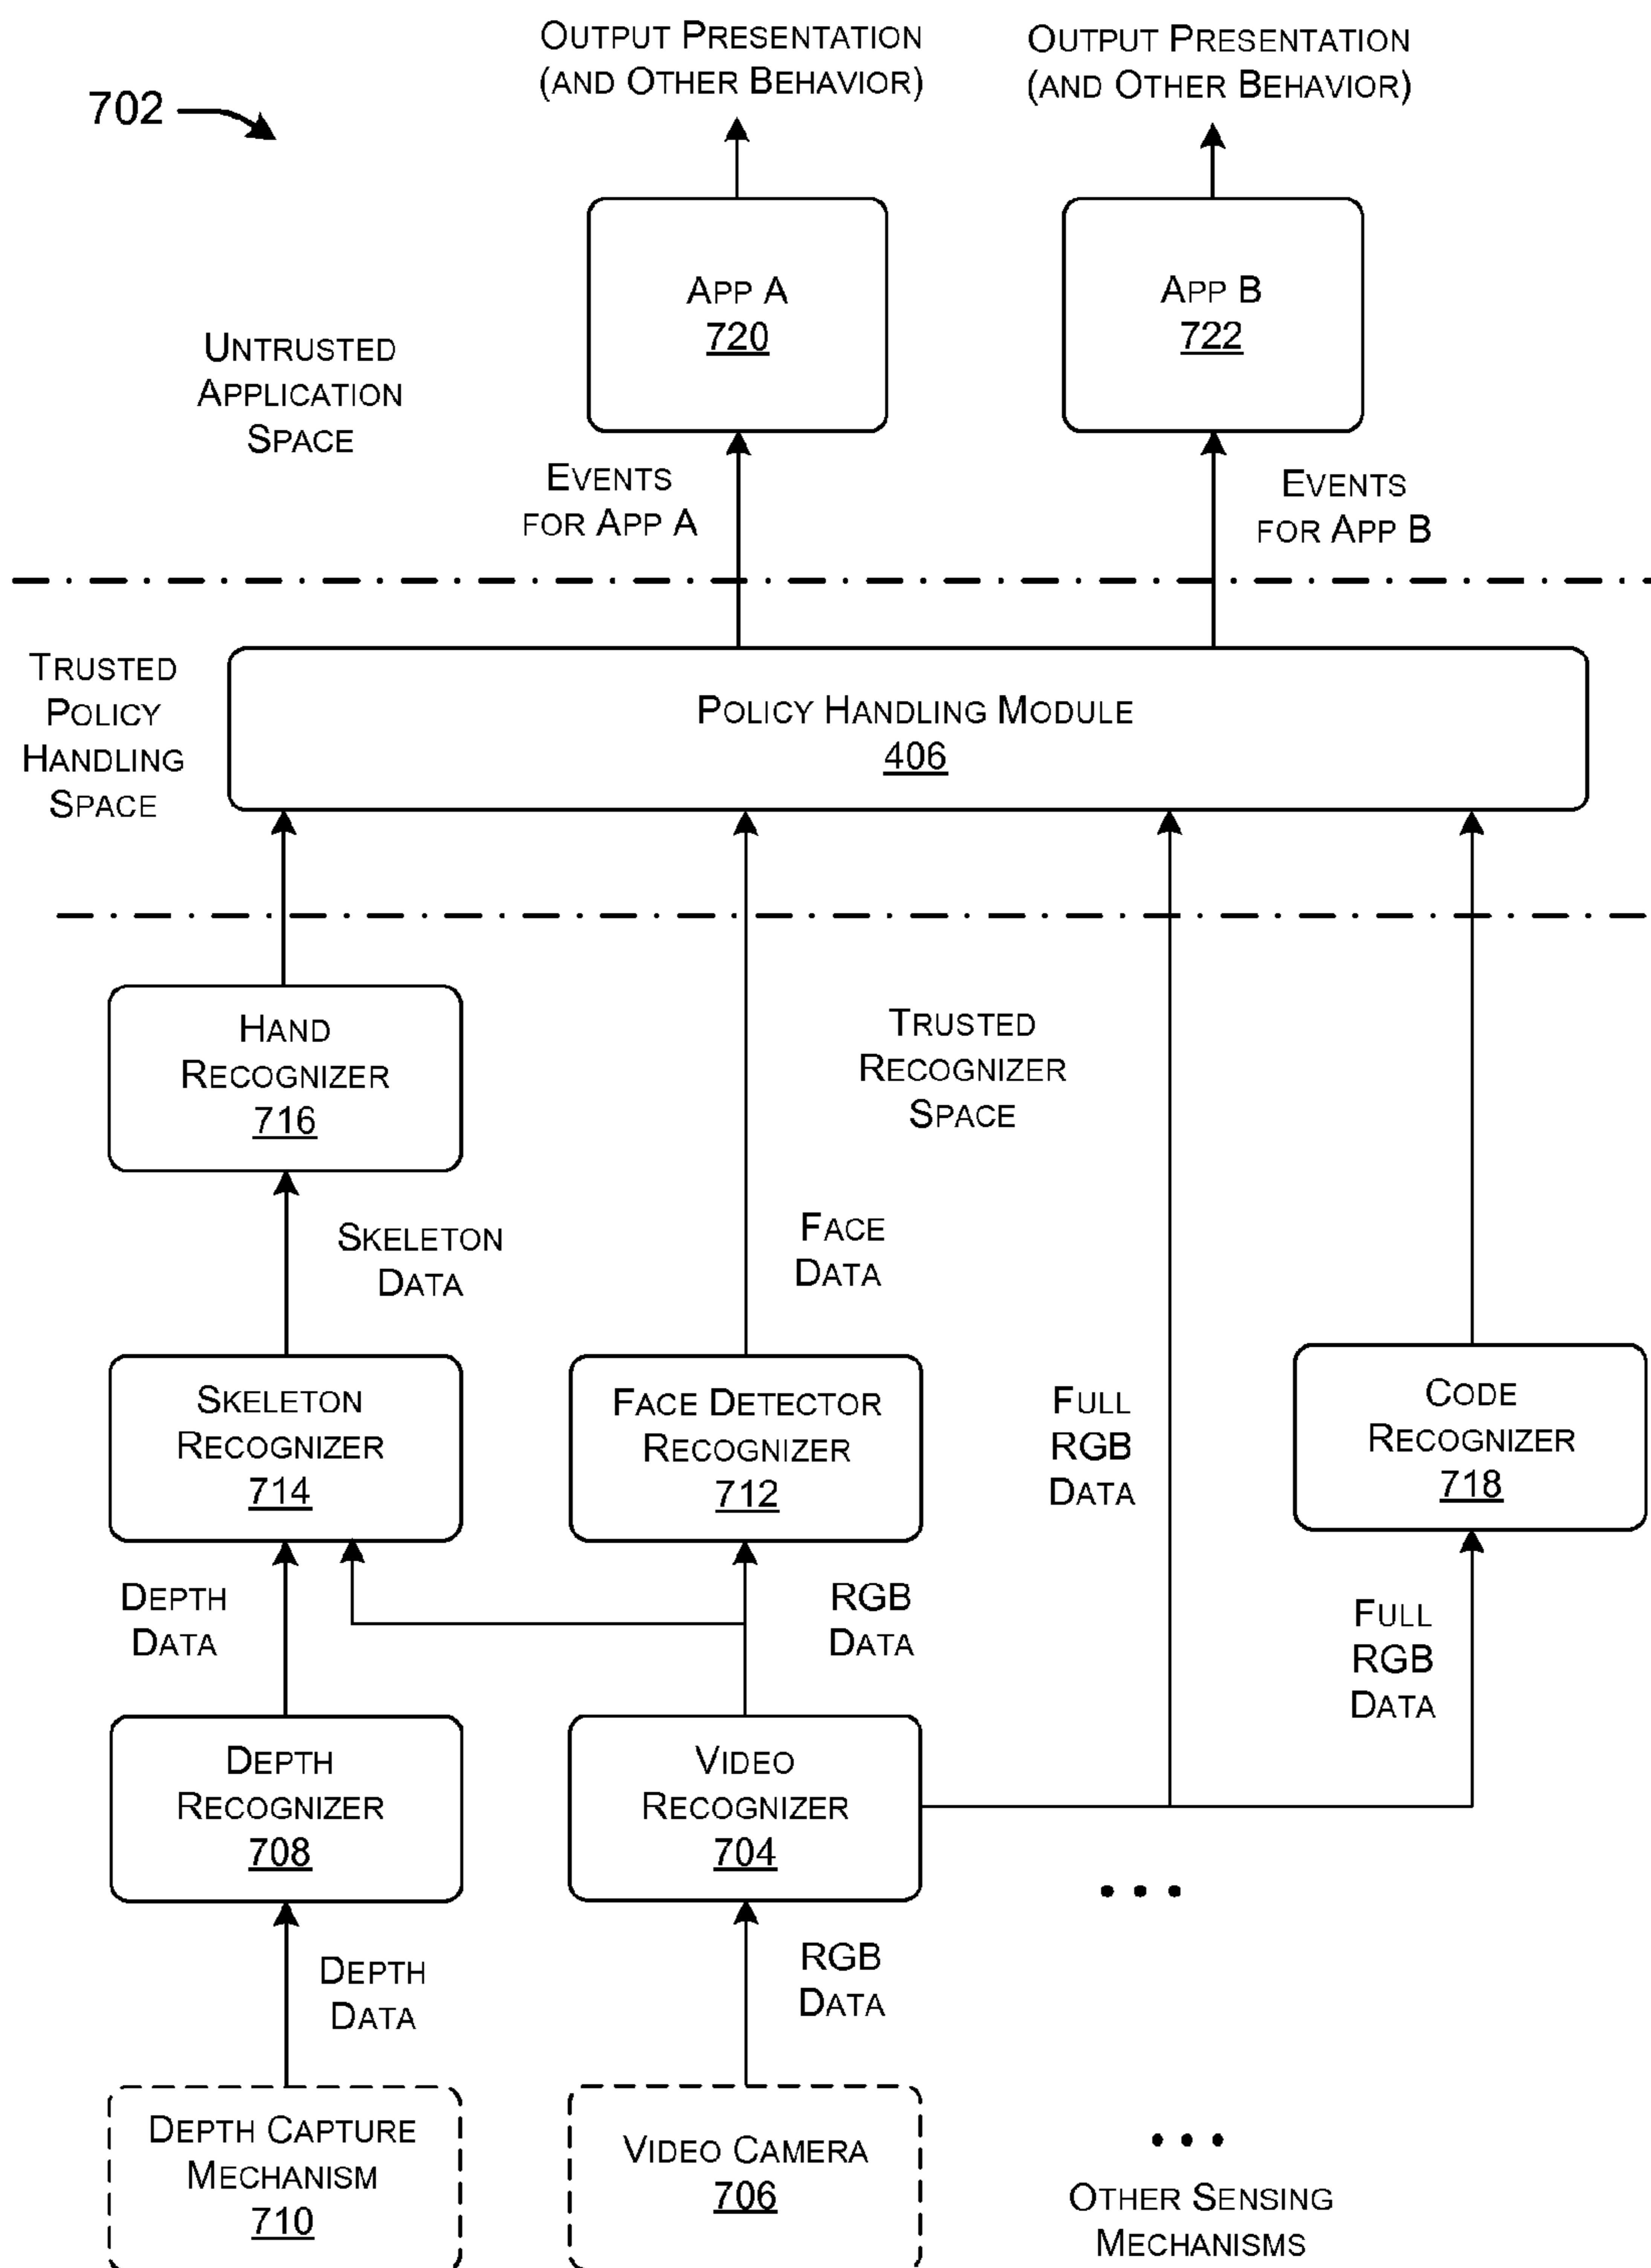 OUTPUT PRESENTATION
(AND OTHER BEHAVIOR)
OUTPUT PRESENTATION
(AND OTHER BEHAVIOR)
702
APP A
720
APP B
722
UNTRUSTED
APPLICATION
SPACE
EVENTS
FOR APP A
EVENTS
FOR APP B
TRUSTED
POLICY
HANDLING
SPACE
POLICY HANDLING MODULE
406
HAND
RECOGNIZER
716
TRUSTED
RECOGNIZER
SPACE
SKELETON
DATA
FACE
DATA
SKELETON
RECOGNIZER
714
FACE DETECTOR
RECOGNIZER
712
FULL
RGB
DATA
CODE
RECOGNIZER
718
DEPTH
DATA
RGB
DATA
FULL
RGB
DATA
DEPTH
RECOGNIZER
708
VIDEO
RECOGNIZER
704
• • •
DEPTH
DATA
RGB
DATA
DEPTH CAPTURE
MECHANISM
710
VIDEO CAMERA
706
• • •
OTHER SENSING
MECHANISMS